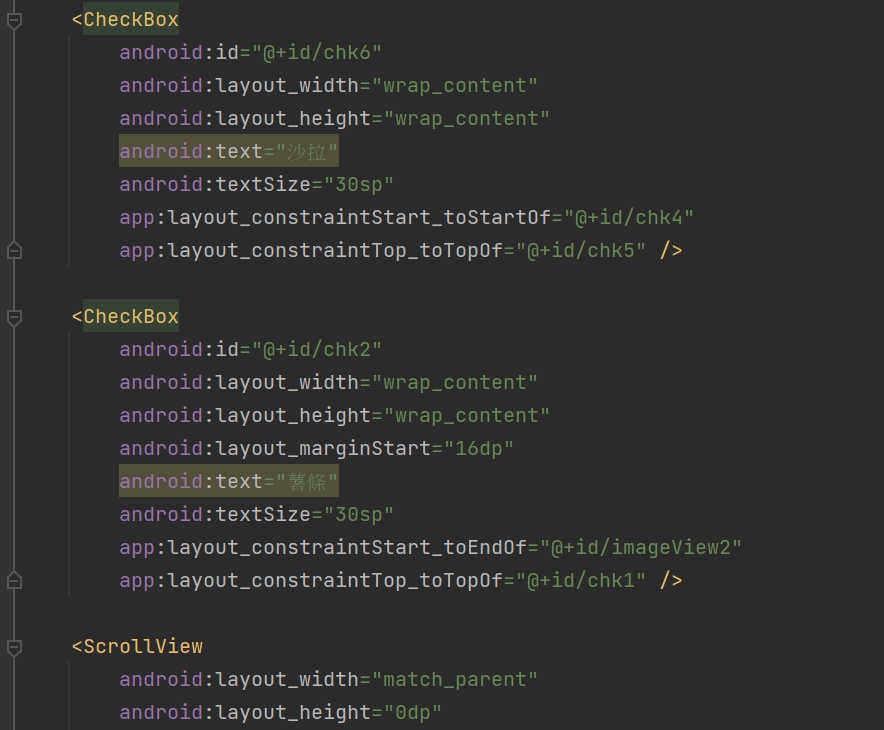 <CheckBox
android:id="@+id/chk6"
android:layout_width="wrap_content"
android:layout_height="wrap_content"
android:text="沙拉"
android:textSize="30sp"
app:layout_constraintStart_toStartOf="@+id/chk4"
app:layout_constraintTop_toTopOf="@+id/chk5" />
<CheckBox
android:id="@+id/chk2"
android:layout_width="wrap_content"
android:layout_height="wrap_content"
android:layout_marginStart="16dp"
android:text="薯條"
android:textSize="30sp"
app:layout_constraintStart_toEndOf="@+id/imageView2"
app:layout_constraintTop_toTopOf="@+id/chk1" />
<ScrollView
android:layout_width="match_parent"
android:layout_height="0dp"